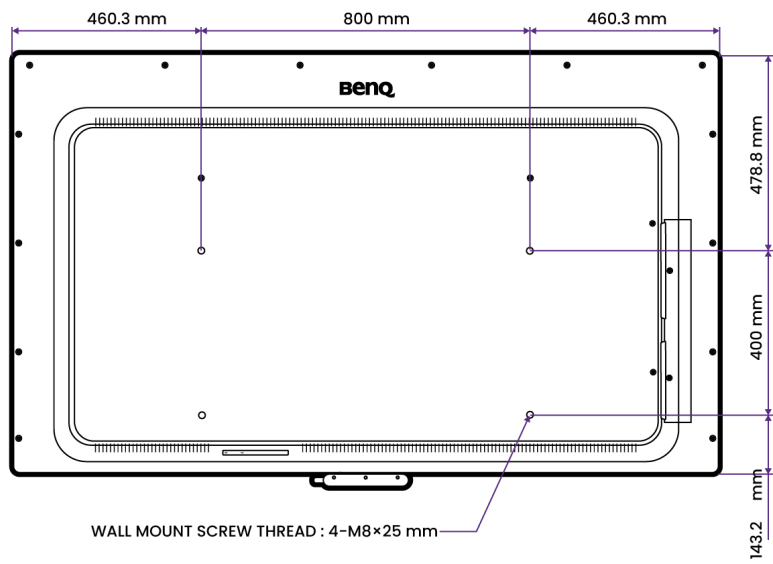 460.3 mm
800 mm
460.3 mm
BenQ
478.8 mm
400 mm
143.2 mm
WALL MOUNT SCREW THREAD : 4-M8×25 mm